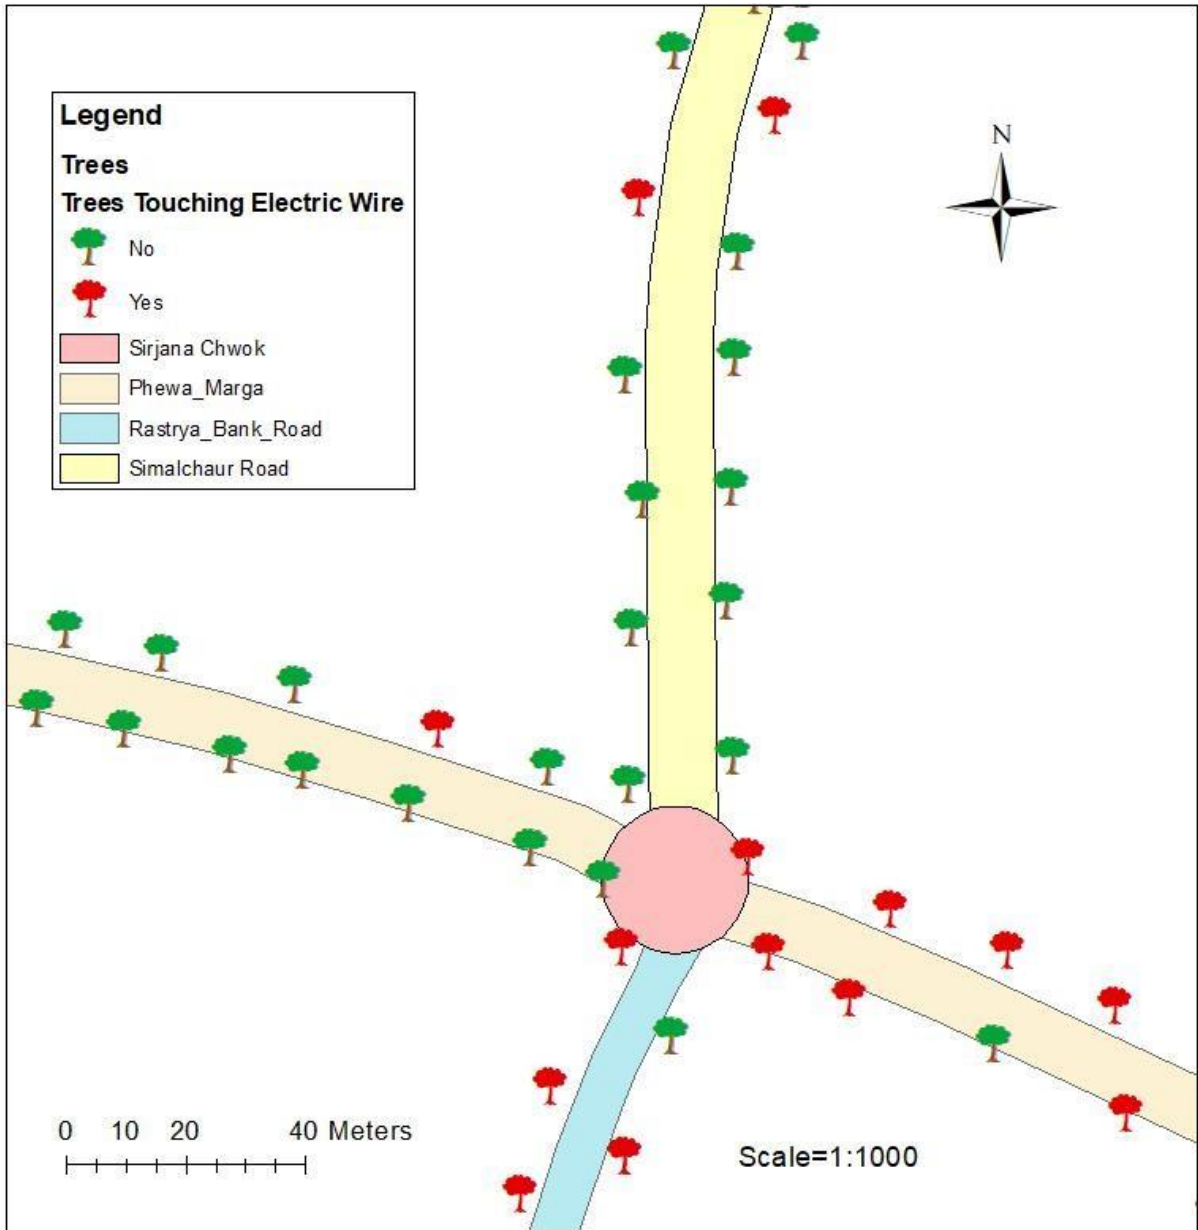 Legend
Trees
Trees Touching Electric Wire
No
Yes
Sirjana Chwok
Phewa_Marga
Rastrya_Bank_Road
Simalchaur Road
N
0 10 20 40 Meters
Scale=1:1000